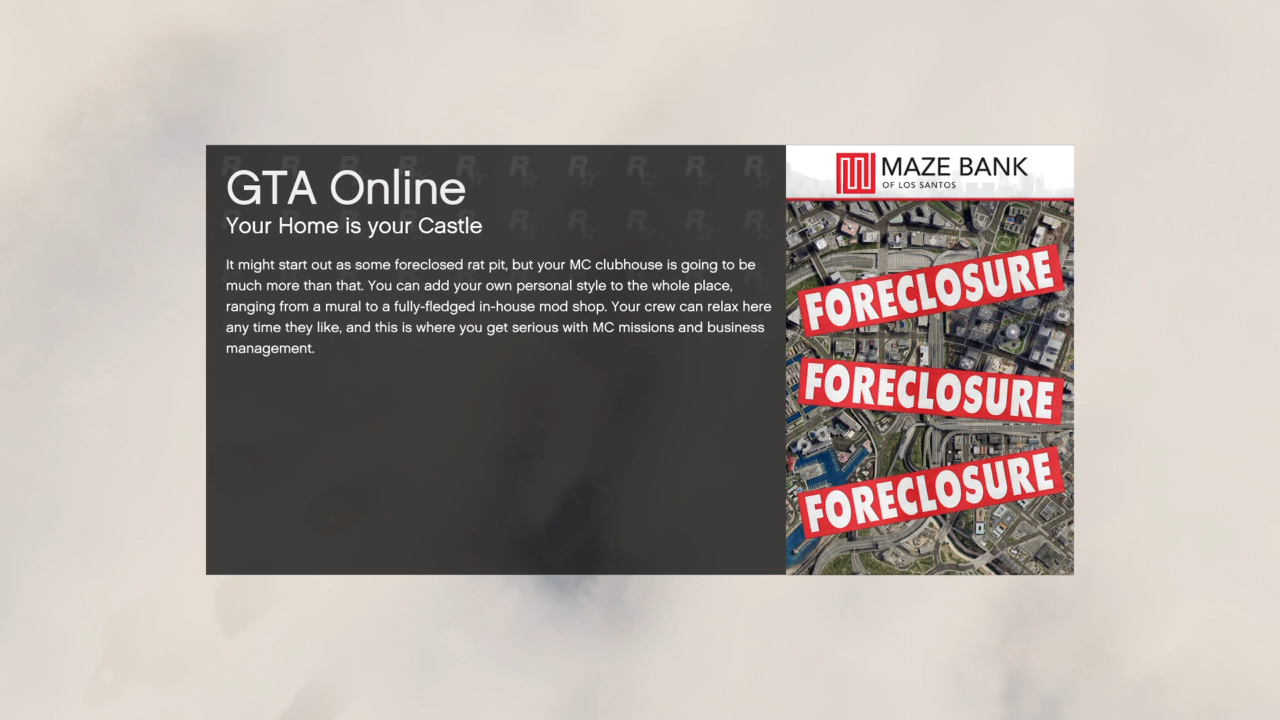 GTA Online
Your Home is your Castle
It might start out as some foreclosed rat pit, but your MC clubhouse is going to be
much more than that. You can add your own personal style to the whole place,
ranging from a mural to a fully-fledged in-house mod shop. Your crew can relax here
any time they like, and this is where you get serious with MC missions and business
management.
MAZE BANK
OF LOS SANTOS
FORECLOSURE
FORECLOSURE
FORECLOSURE